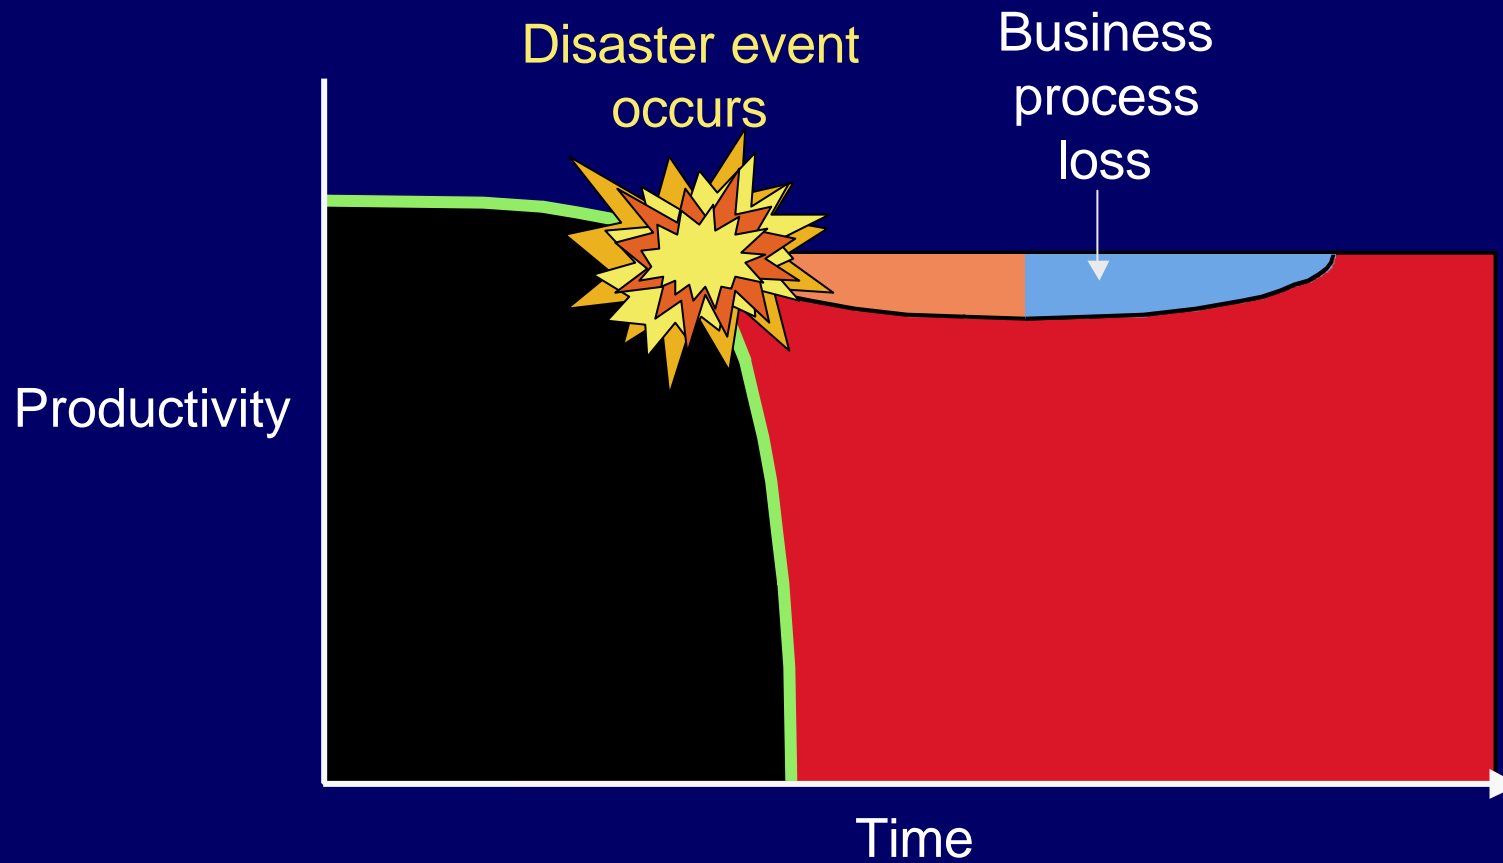 Disaster event
occurs
Business
process
loss
Productivity
Time